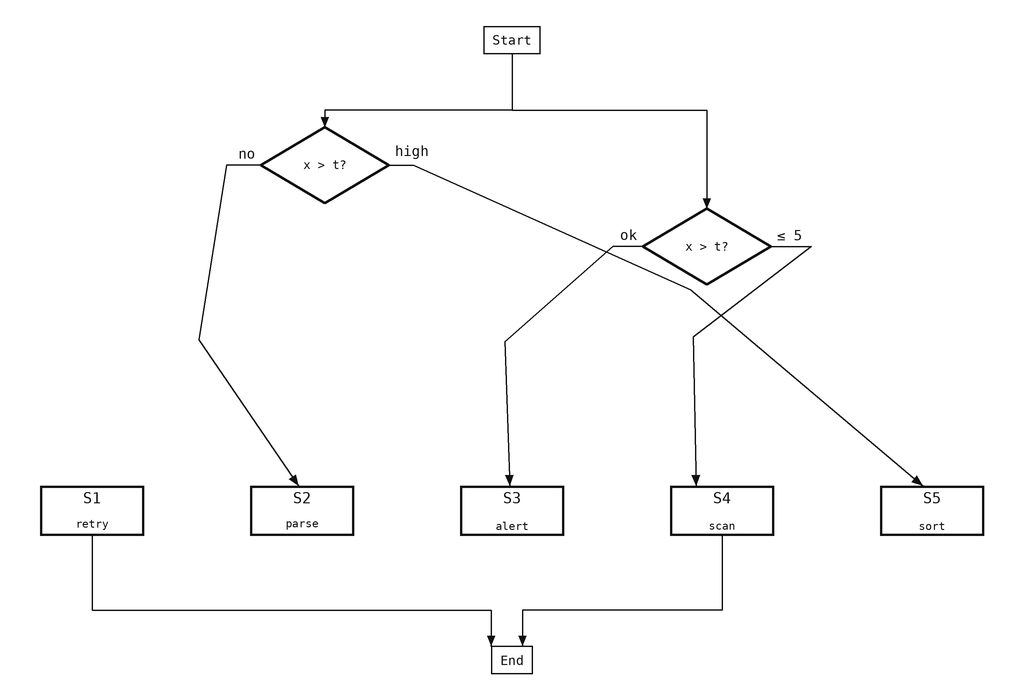 Start
no
x > t?
high
ok
x > t?
≤ 5
S1
retry
S2
parse
S3
alert
S4
scan
S5
sort
End